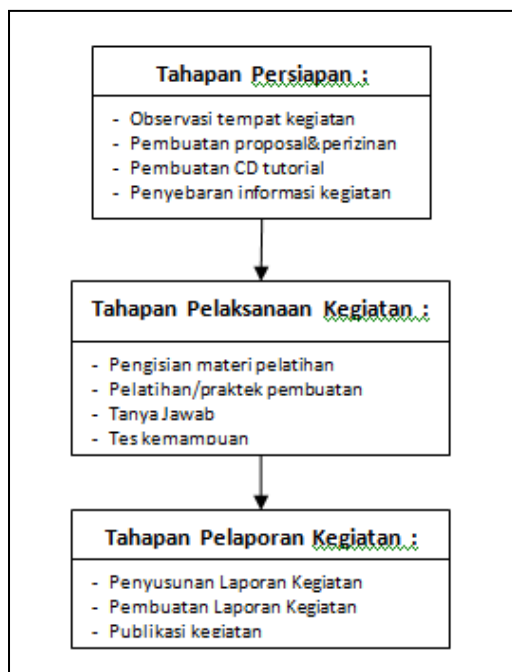 Tahapan Persiapan :
- Observasi tempat kegiatan
- Pembuatan proposal&perizinan
- Pembuatan CD tutorial
- Penyebaran informasi kegiatan
Tahapan Pelaksanaan Kegiatan :
- Pengisian materi pelatihan
- Pelatihan/praktek pembuatan
- Tanya Jawab
- Tes kemampuan
Tahapan Pelaporan Kegiatan :
- Penyusunan Laporan Kegiatan
- Pembuatan Laporan Kegiatan
- Publikasi kegiatan